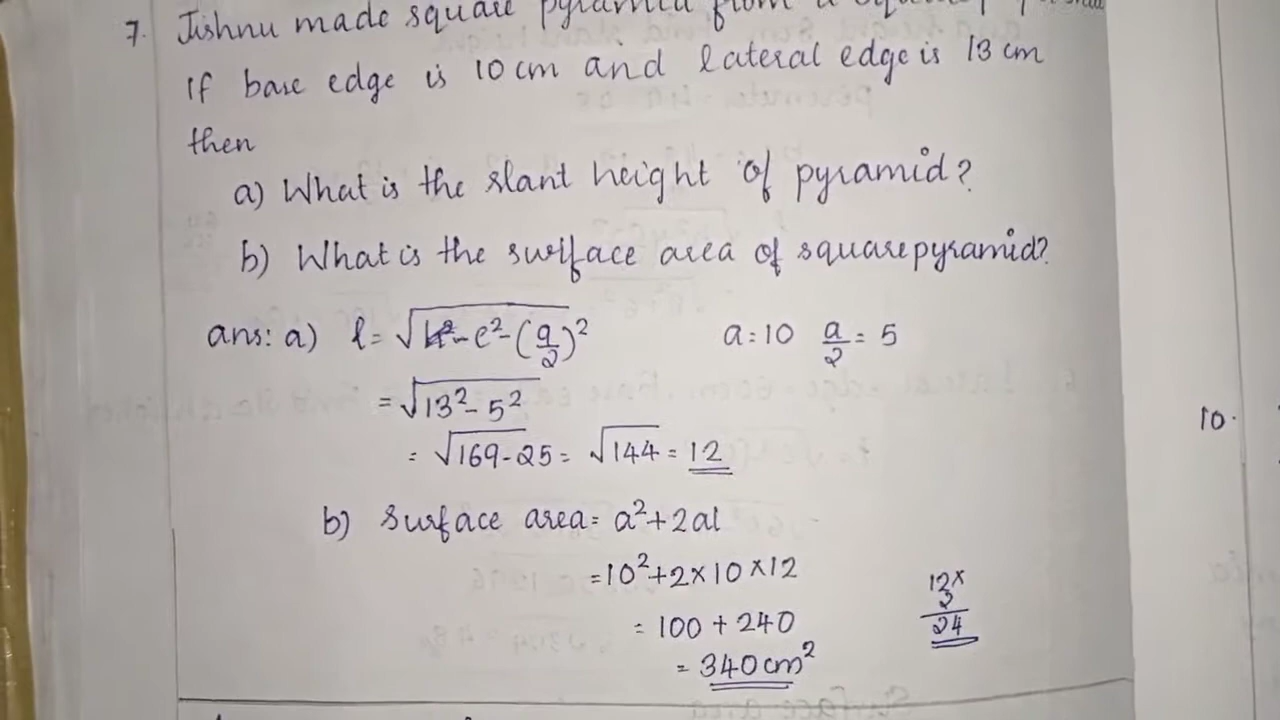 7. Jishnu made square pyramid from a
If base edge is 10 cm and lateral edge is 13 cm
then
a) What is the slant height of pyramid?
b) What is the surface area of square pyramid?
ans: a) l = √e² - (a/2)² a = 10 a/2 = 5
= √13² - 5²
= √169 - 25 = √144 = 12
10.
b) Surface area = a² + 2al
= 10² + 2 × 10 × 12
= 100 + 240
12 ×
2
24
= 340 cm²